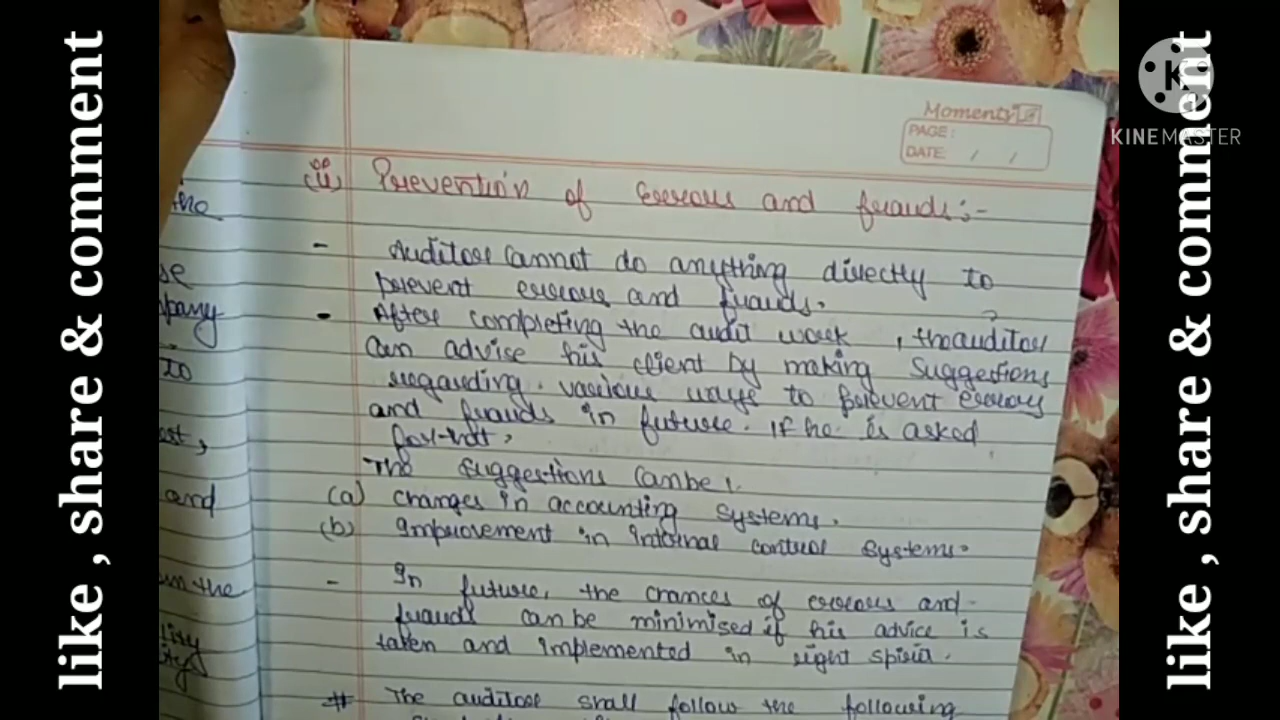 like , share & comment
Moments
PAGE:
DATE: / /
KINEMASTER
like , share & comment
(ii) Prevention of Errors and frauds:-
- Auditor cannot do anything directly to
prevent errors and frauds.
- After completing the audit work, the auditor
can advise his client by making suggestions
regarding various ways to prevent errors
and frauds in future. if he is asked
for
The suggestions can be:
(a) changes in accounting systems.
(b) Improvement in internal control systems.
- In future, the chances of errors and
frauds can be minimised if his advice is
taken and implemented in right spirit.
# The auditor shall follow the following
the
se
to
and
the